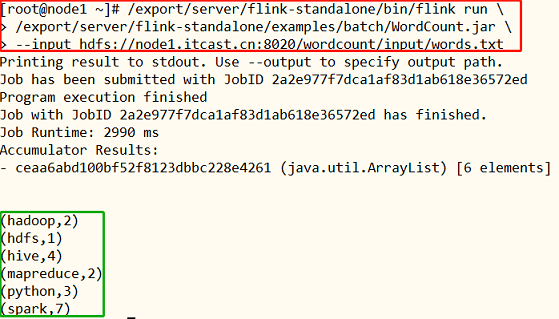 [root@node1 ~]# /export/server/flink-standalone/bin/flink run \
> /export/server/flink-standalone/examples/batch/WordCount.jar \
> --input hdfs://node1.itcast.cn:8020/wordcount/input/words.txt
Printing result to stdout. Use --output to specify output path.
Job has been submitted with JobID 2a2e977f7dca1af83d1ab618e36572ed
Program execution finished
Job with JobID 2a2e977f7dca1af83d1ab618e36572ed has finished.
Job Runtime: 2990 ms
Accumulator Results:
- ceaa6abd100bf52f8123dbbc228e4261 (java.util.ArrayList) [6 elements]
(hadoop,2)
(hdfs,1)
(hive,4)
(mapreduce,2)
(python,3)
(spark,7)